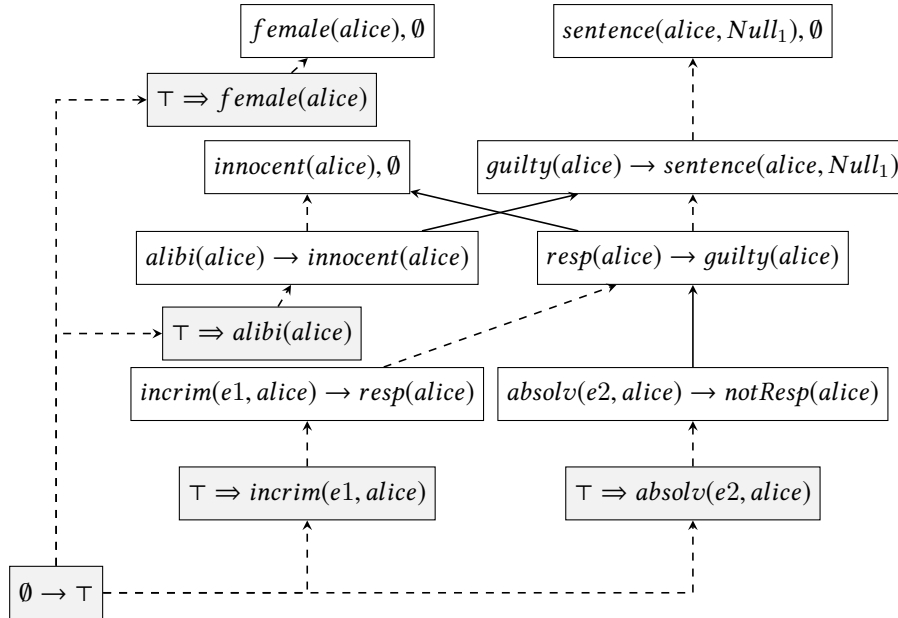 female(alice), ∅
sentence(alice, Null₁), ∅
⊤ ⇒ female(alice)
innocent(alice), ∅
guilty(alice) → sentence(alice, Null₁)
alibi(alice) → innocent(alice)
resp(alice) → guilty(alice)
⊤ ⇒ alibi(alice)
incrim(e1, alice) → resp(alice)
absolv(e2, alice) → notResp(alice)
⊤ ⇒ incrim(e1, alice)
⊤ ⇒ absolv(e2, alice)
∅ → ⊤